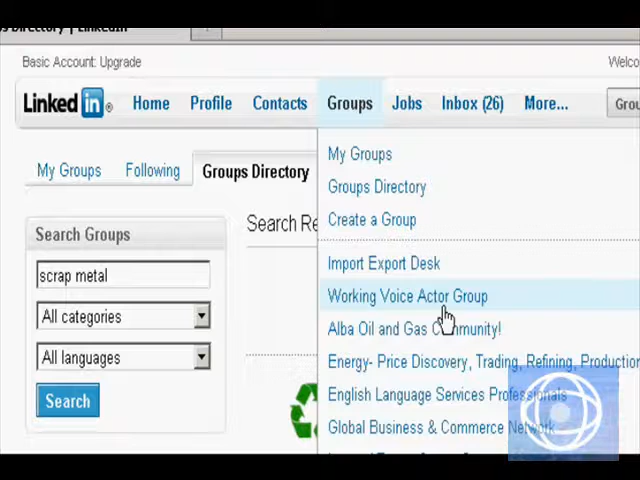 s Directory | LinkedIn
Basic Account: Upgrade
Welco
LinkedIn® Home Profile Contacts Groups Jobs Inbox (26) More... Grou
My Groups Following Groups Directory
My Groups
Groups Directory
Create a Group
Search Re
Search Groups
scrap metal
All categories
All languages
Search
Import Export Desk
Working Voice Actor Group
Alba Oil and Gas Community!
Energy- Price Discovery, Trading, Refining, Production
English Language Services Professionals
Global Business & Commerce Network